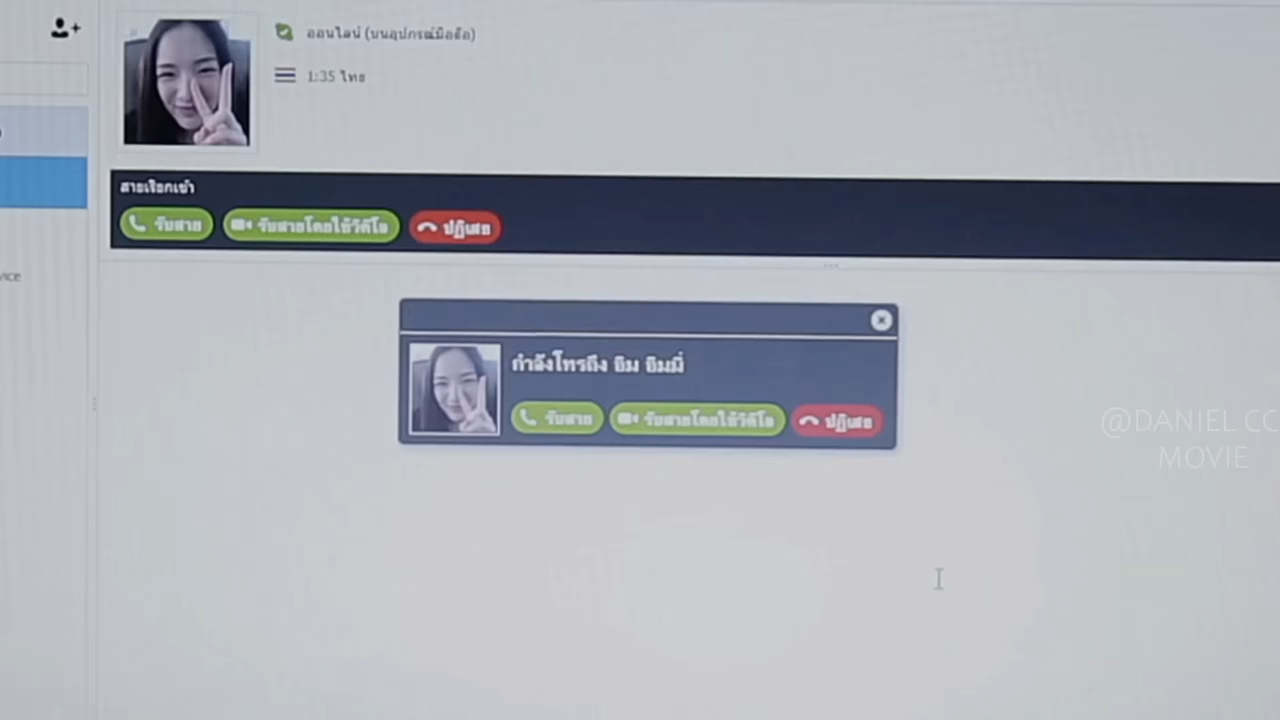 ออนไลน์ (บนอุปกรณ์มือถือ)
1:35 ไทย
สายเรียกเข้า
รับสาย
รับสายโดยใช้วิดีโอ
ปฏิเสธ
vice
กำลังโทรถึง ยิม ยิมมี่
รับสาย
รับสายโดยใช้วิดีโอ
ปฏิเสธ
@DANIEL CC
MOVIE